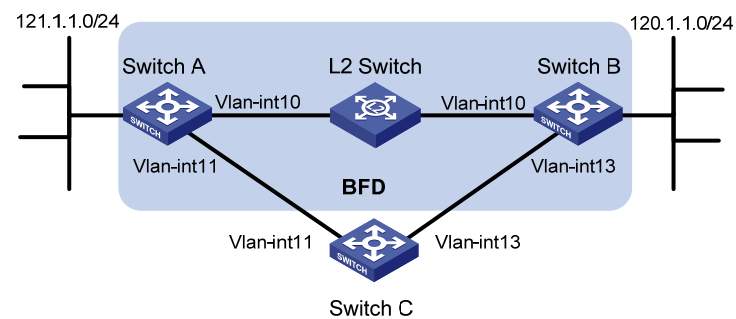 121.1.1.0/24
120.1.1.0/24
Switch A
L2 Switch
Switch B
Vlan-int10
Vlan-int10
SWITCH
SWITCH
Vlan-int11
Vlan-int13
BFD
Vlan-int11
Vlan-int13
SWITCH
Switch C